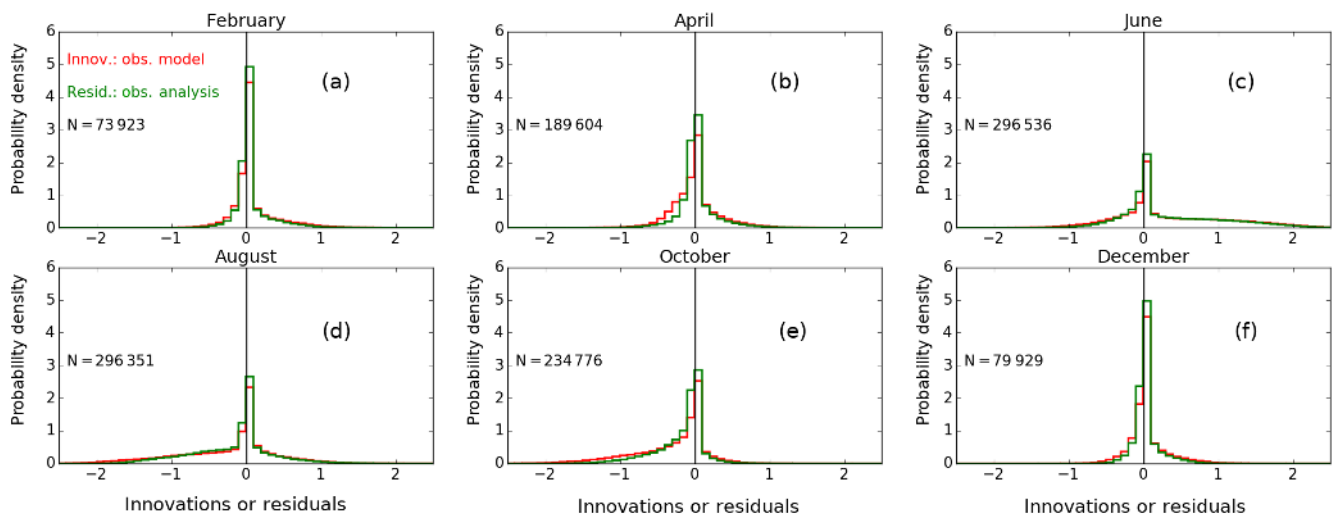 February
Probability density
6
5
4
3
2
1
0
Innov.: obs. model
Resid.: obs. analysis
N = 73 923
(a)
−2 −1 0 1 2
April
Probability density
6
5
4
3
2
1
0
N = 189 604
(b)
−2 −1 0 1 2
June
Probability density
6
5
4
3
2
1
0
N = 296 536
(c)
−2 −1 0 1 2
August
Probability density
6
5
4
3
2
1
0
N = 296 351
(d)
−2 −1 0 1 2
Innovations or residuals
October
Probability density
6
5
4
3
2
1
0
N = 234 776
(e)
−2 −1 0 1 2
Innovations or residuals
December
Probability density
6
5
4
3
2
1
0
N = 79 929
(f)
−2 −1 0 1 2
Innovations or residuals